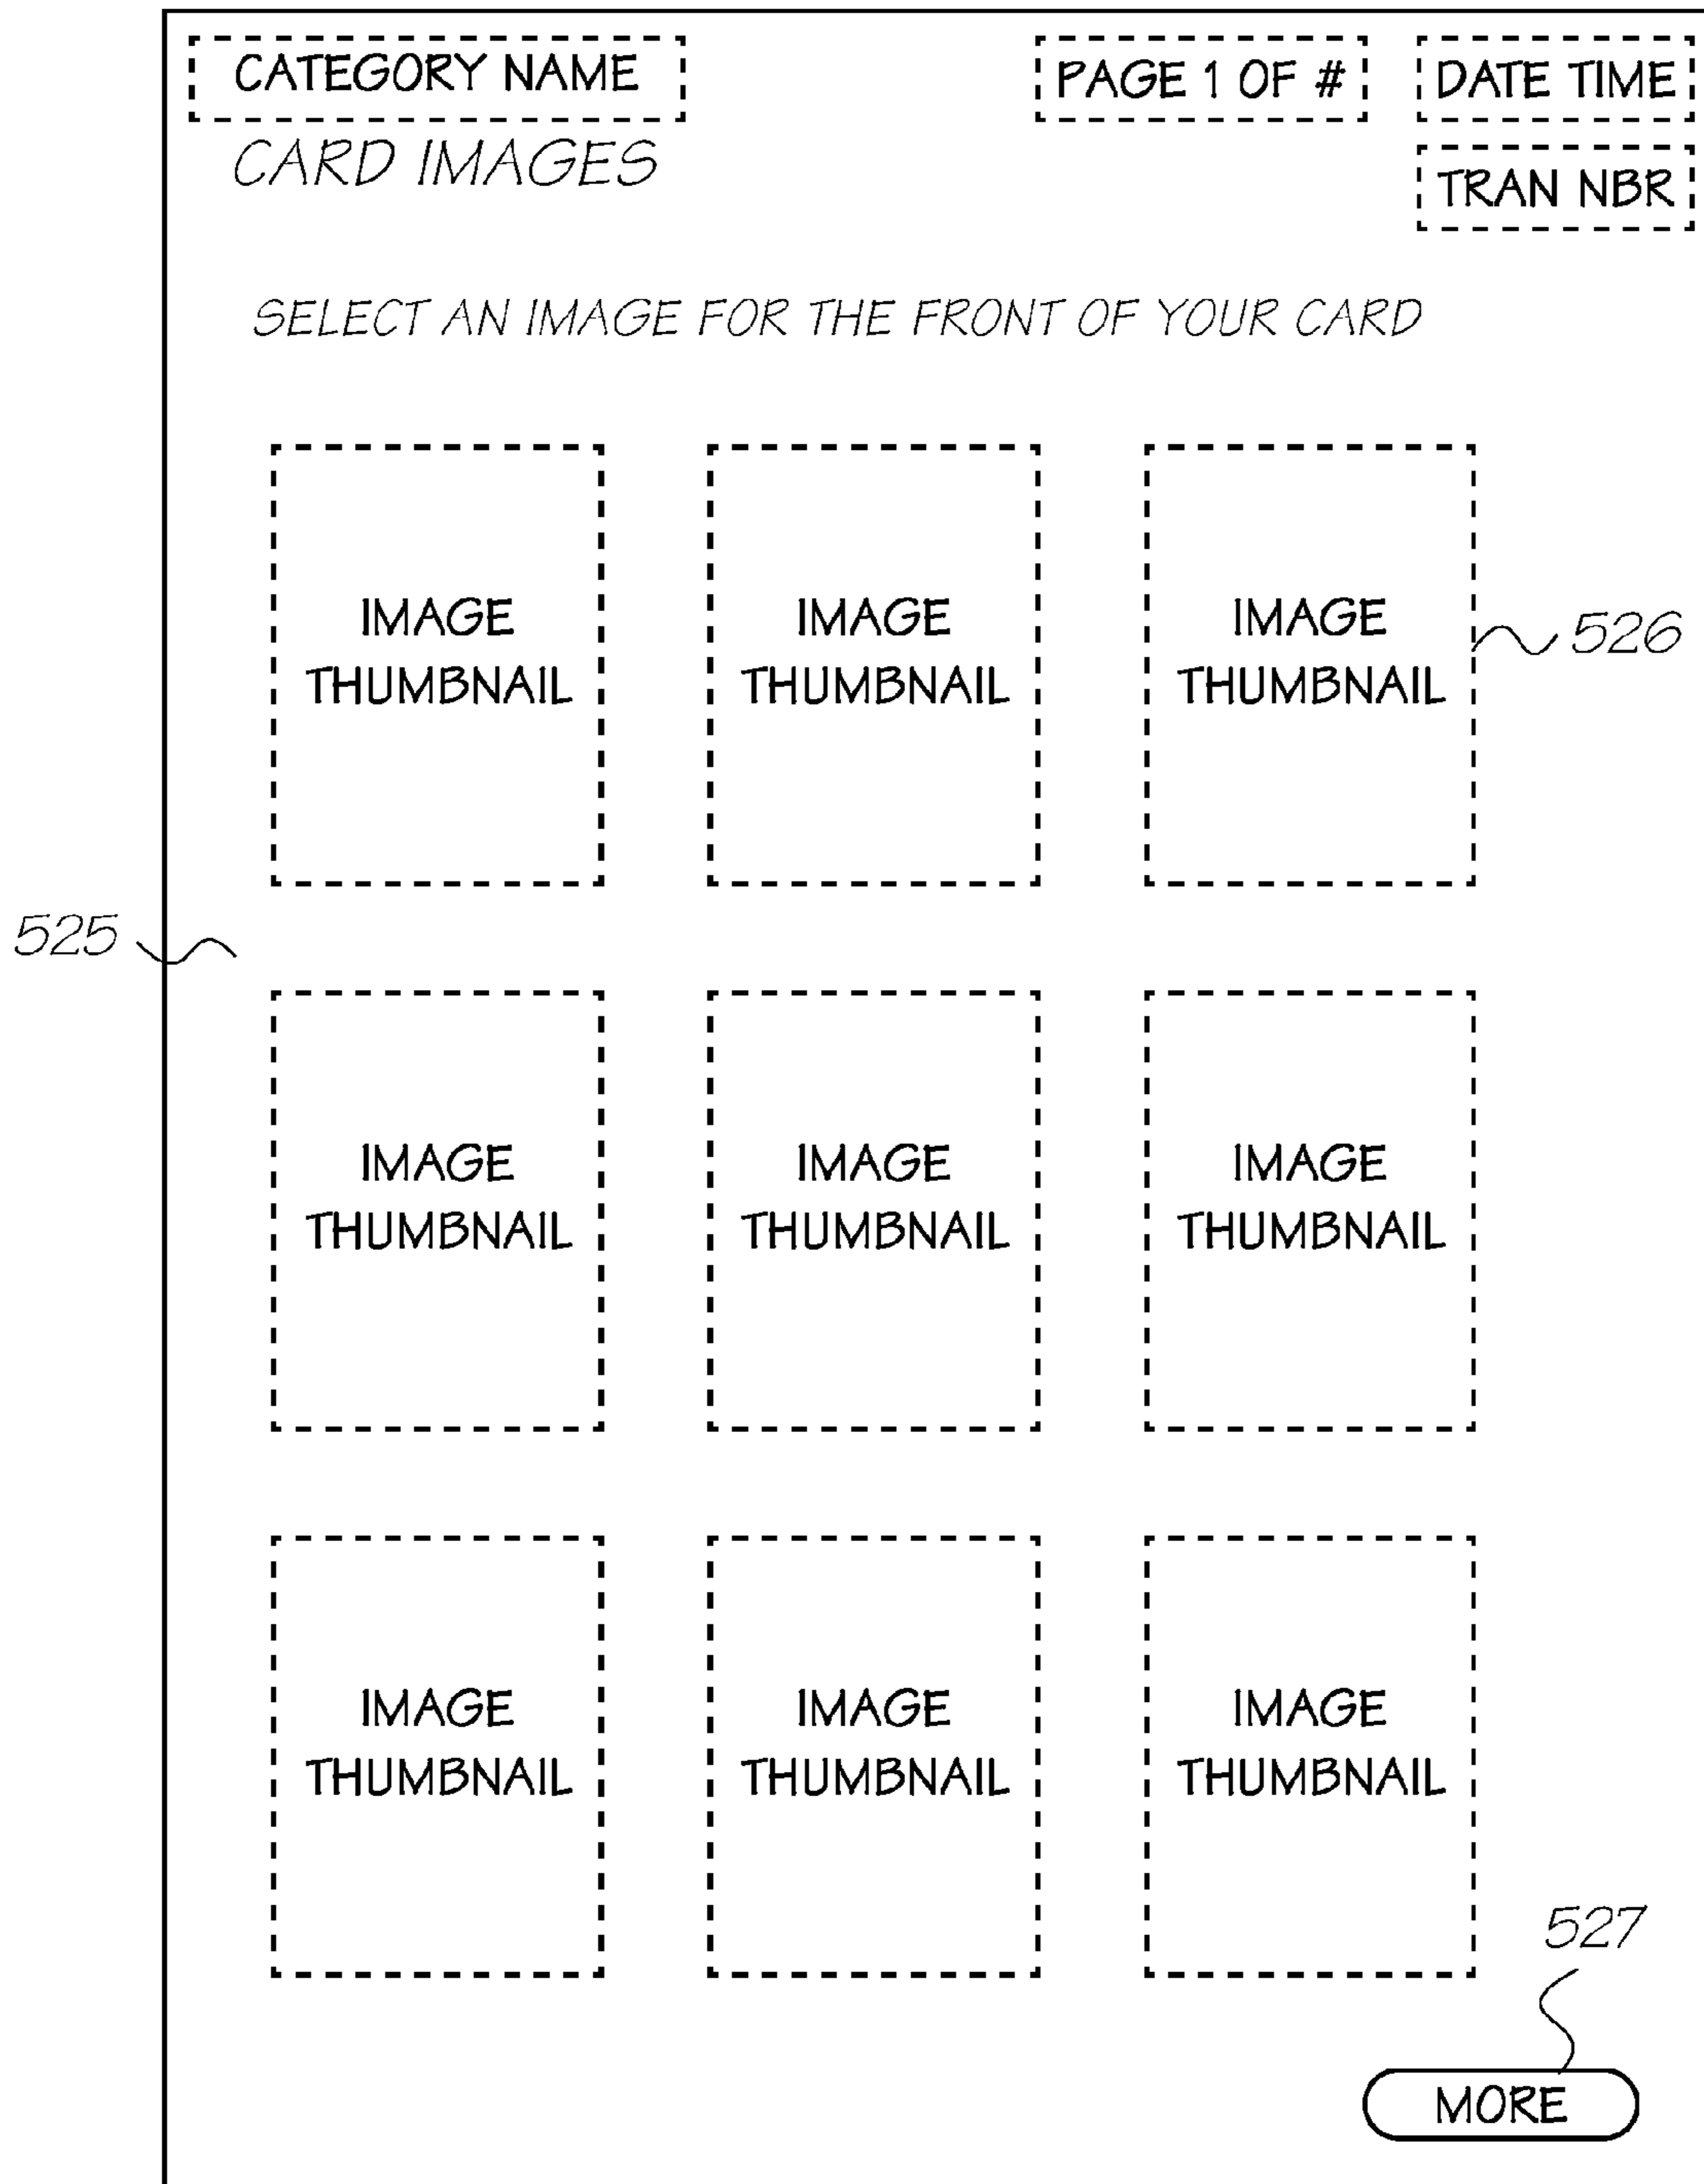 CATEGORY NAME PAGE 1 OF # DATE TIME
CARD IMAGES TRAN NBR
SELECT AN IMAGE FOR THE FRONT OF YOUR CARD
IMAGE IMAGE IMAGE
THUMBNAIL THUMBNAIL THUMBNAIL
526
525
IMAGE IMAGE IMAGE
THUMBNAIL THUMBNAIL THUMBNAIL
IMAGE IMAGE IMAGE
THUMBNAIL THUMBNAIL THUMBNAIL
527
MORE